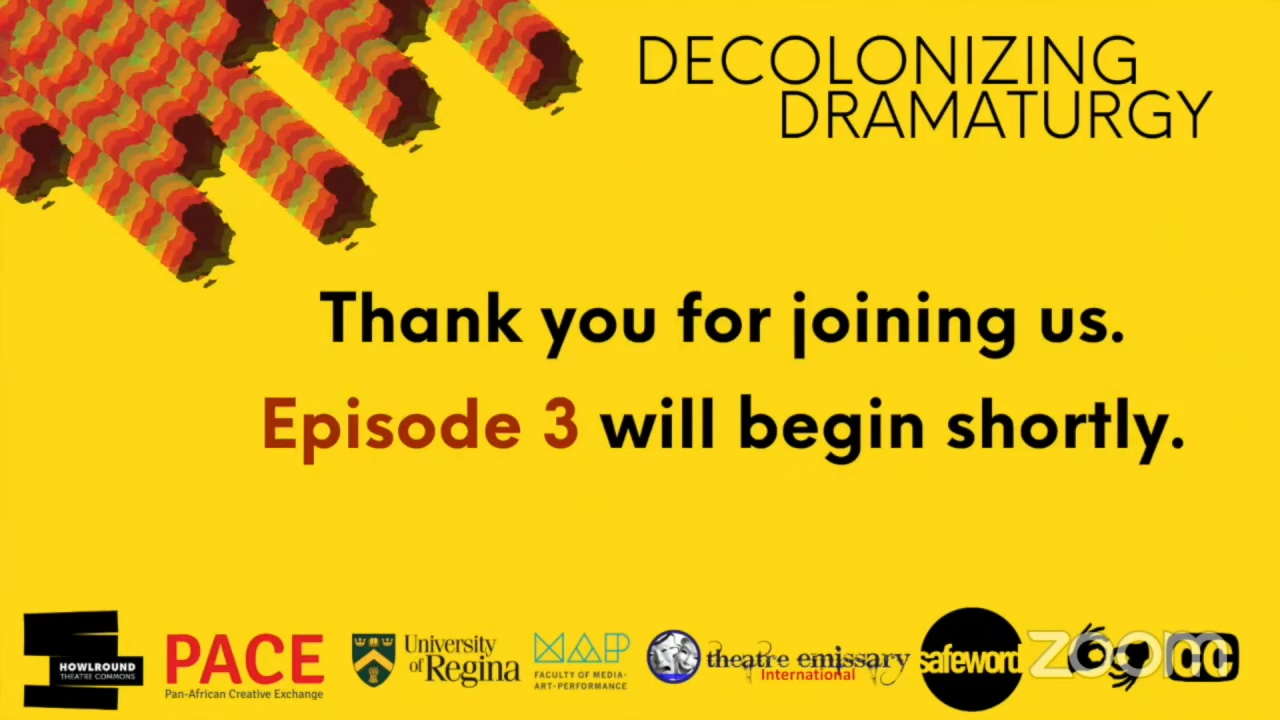 DECOLONIZING
DRAMATURGY
Thank you for joining us.
Episode 3 will begin shortly.
HOWLROUND
THEATRE COMMONS
PACE
Pan-African Creative Exchange
University
of Regina
MAP
FACULTY OF MEDIA·
ART·PERFORMANCE
theatre emissary
International
safeword
zoom
CC